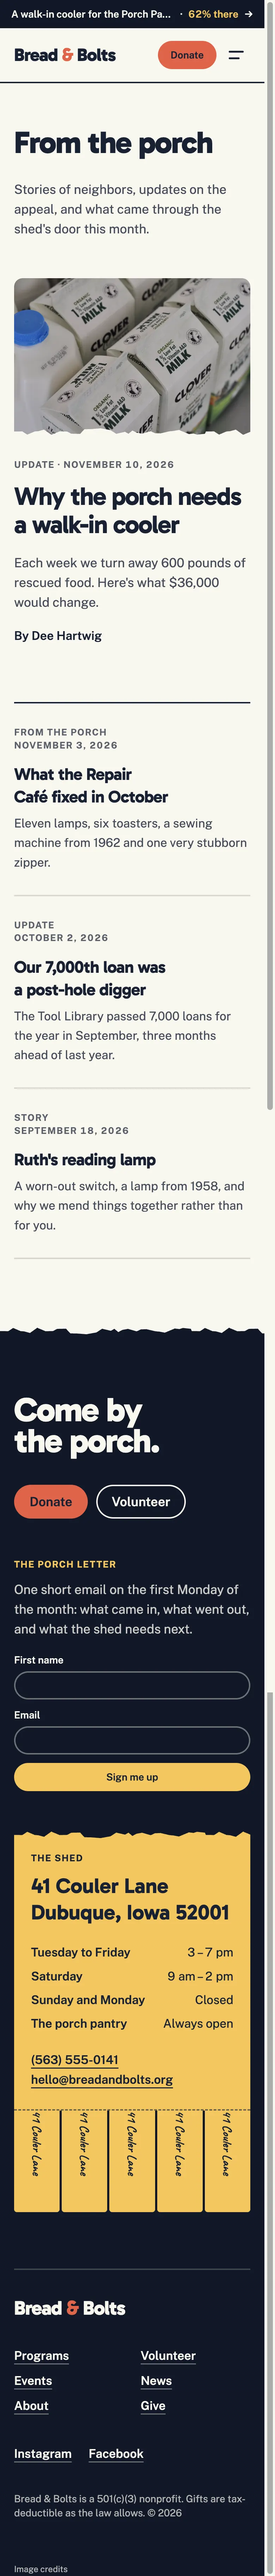 A walk-in cooler for the Porch Pa... · 62% there →
Bread & Bolts
Donate
From the porch
Stories of neighbors, updates on the
appeal, and what came through the
shed's door this month.
ORGANIC
1% Low Fat
MILK
CLOVER
CLOVER
ORGANIC
MILK
CLOVER
MILK
UPDATE · NOVEMBER 10, 2026
Why the porch needs
a walk-in cooler
Each week we turn away 600 pounds of
rescued food. Here's what $36,000
would change.
By Dee Hartwig
FROM THE PORCH
NOVEMBER 3, 2026
What the Repair
Café fixed in October
Eleven lamps, six toasters, a sewing
machine from 1962 and one very stubborn
zipper.
UPDATE
OCTOBER 2, 2026
Our 7,000th loan was
a post-hole digger
The Tool Library passed 7,000 loans for
the year in September, three months
ahead of last year.
STORY
SEPTEMBER 18, 2026
Ruth's reading lamp
A worn-out switch, a lamp from 1958, and
why we mend things together rather than
for you.
Come by
the porch.
Donate
Volunteer
THE PORCH LETTER
One short email on the first Monday of
the month: what came in, what went out,
and what the shed needs next.
First name
Email
Sign me up
THE SHED
41 Couler Lane
Dubuque, Iowa 52001
Tuesday to Friday 3 – 7 pm
Saturday 9 am – 2 pm
Sunday and Monday Closed
The porch pantry Always open
(563) 555-0141
hello@breadandbolts.org
41 Couler Lane
41 Couler Lane
41 Couler Lane
41 Couler Lane
41 Couler Lane
Bread & Bolts
Programs Volunteer
Events News
About Give
Instagram Facebook
Bread & Bolts is a 501(c)(3) nonprofit. Gifts are tax-
deductible as the law allows. © 2026
Image credits